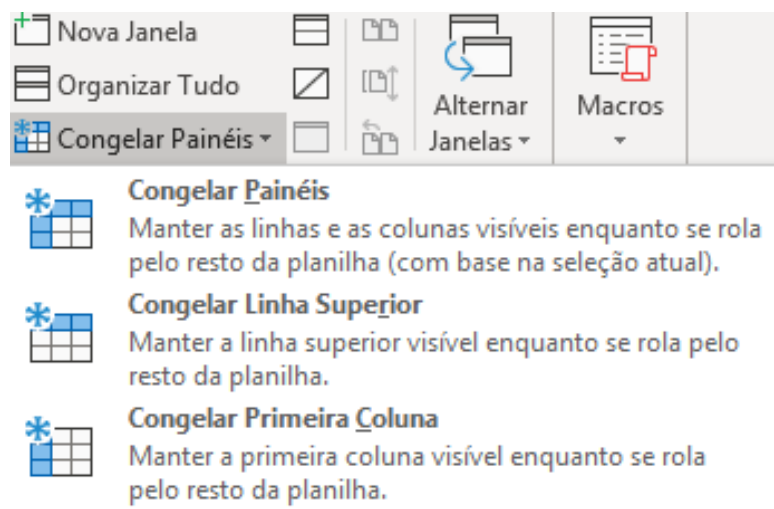 Nova Janela
Organizar Tudo
Congelar Painéis
Alternar
Janelas
Macros
Congelar Painéis
Manter as linhas e as colunas visíveis enquanto se rola
pelo resto da planilha (com base na seleção atual).
Congelar Linha Superior
Manter a linha superior visível enquanto se rola pelo
resto da planilha.
Congelar Primeira Coluna
Manter a primeira coluna visível enquanto se rola
pelo resto da planilha.